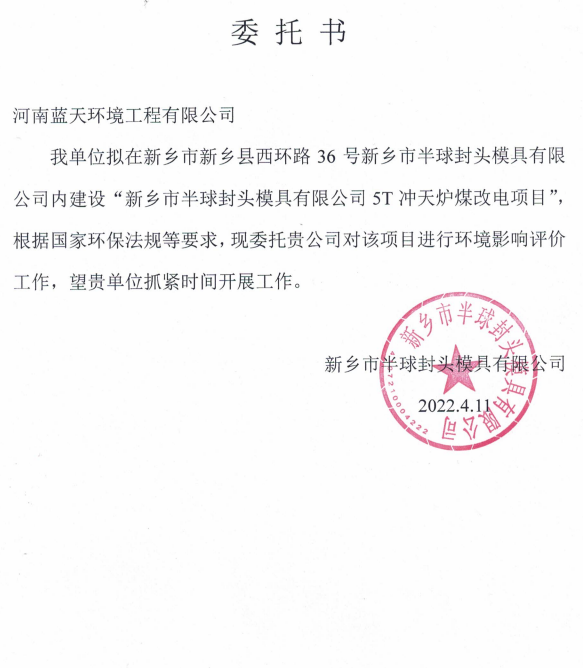 委 托 书
河南蓝天环境工程有限公司
我单位拟在新乡市新乡县西环路 36 号新乡市半球封头模具有限
公司内建设“新乡市半球封头模具有限公司 5T 冲天炉煤改电项目”，
根据国家环保法规等要求，现委托贵公司对该项目进行环境影响评价
工作，望贵单位抓紧时间开展工作。
新乡市半球封头模具有限公司
新乡市半球封头模具有限公司
2022.4.11